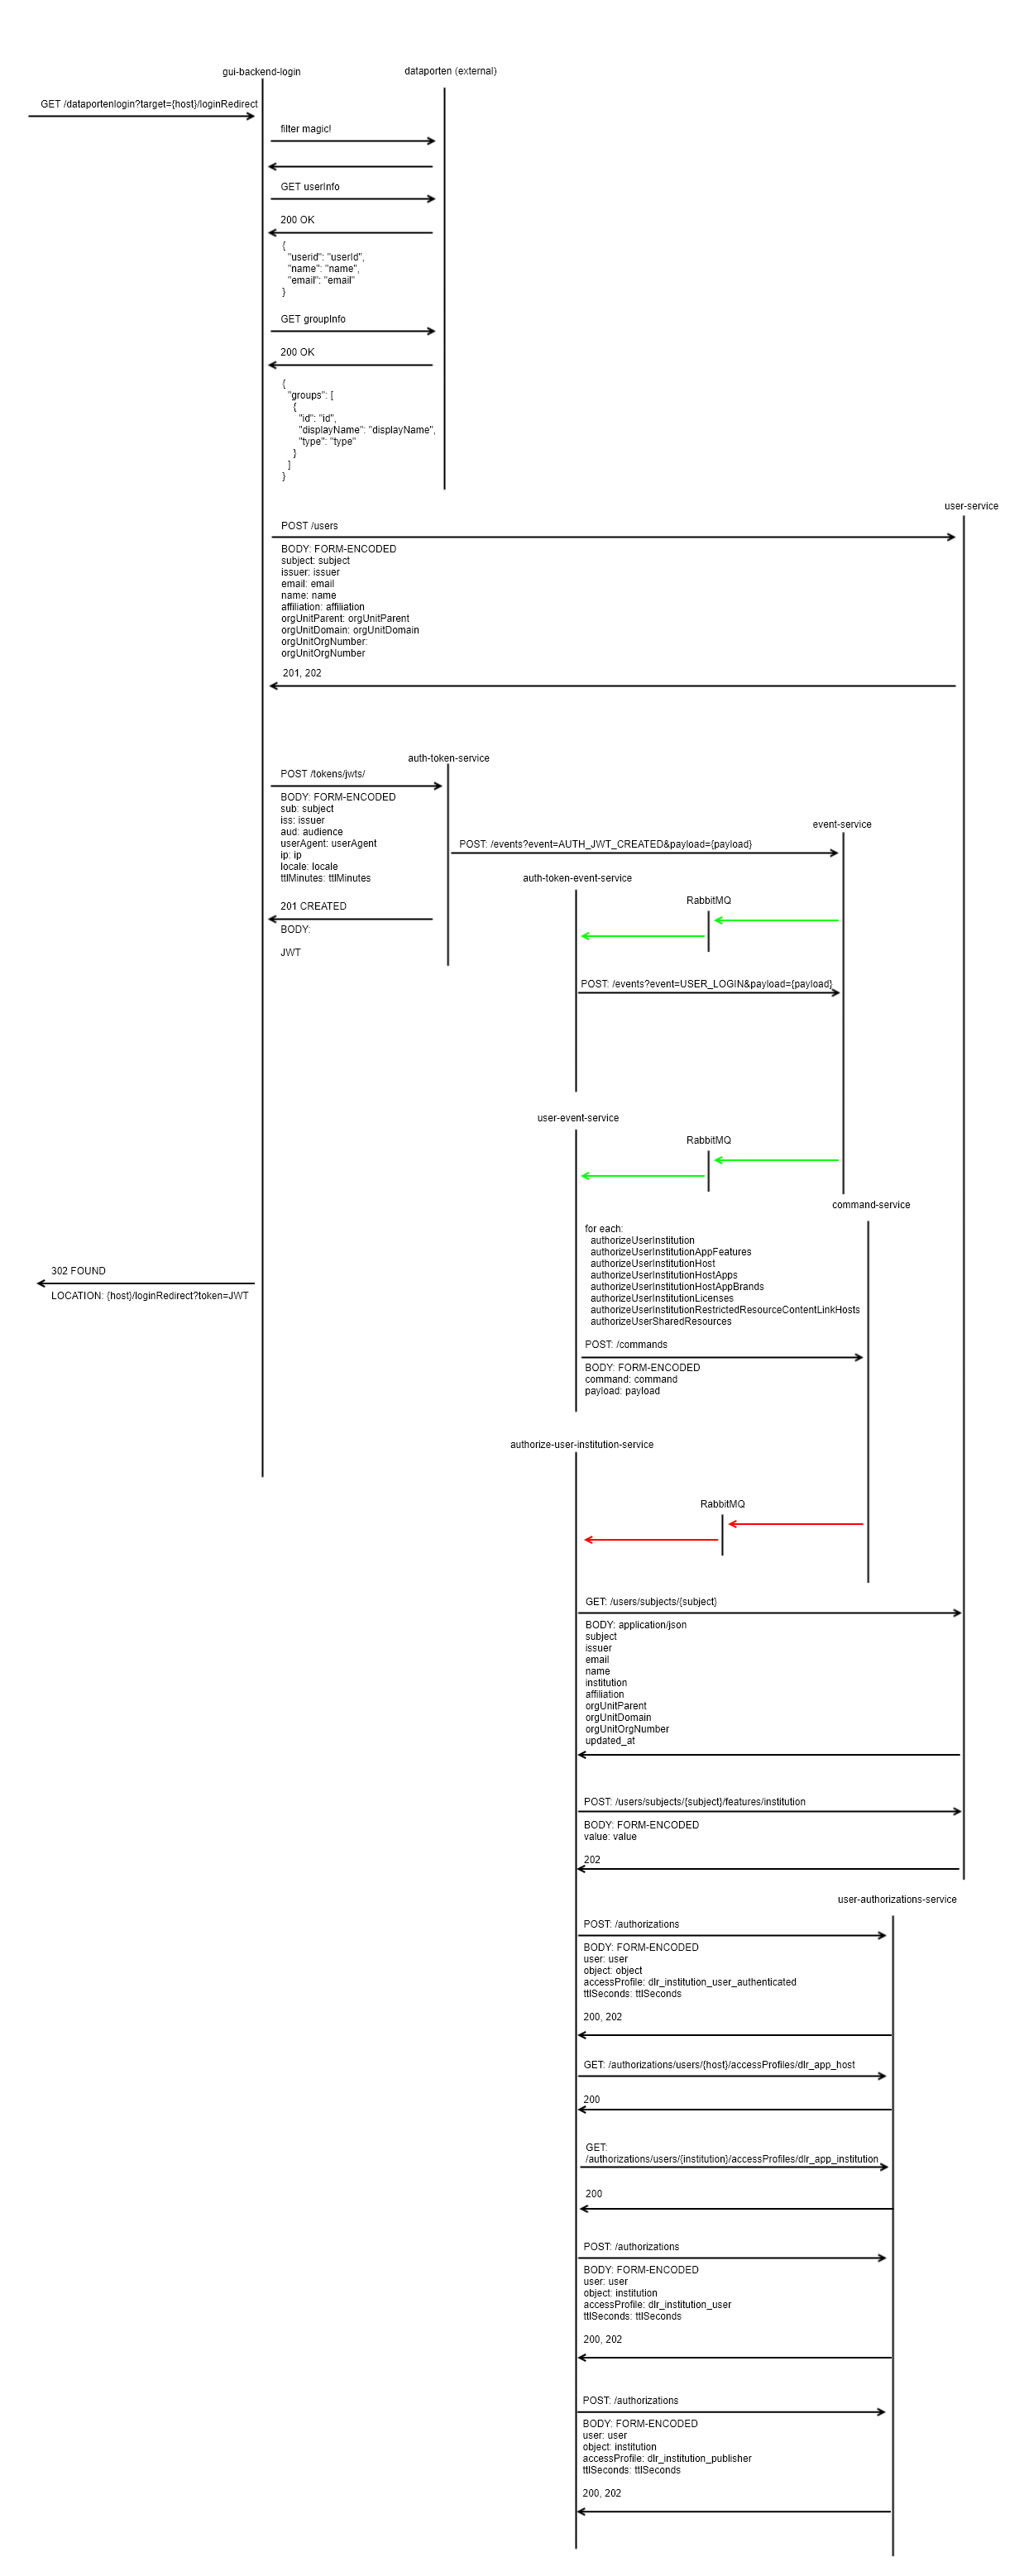 gui-backend-login
dataporten (external)
GET /dataportenlogin?target={host}/loginRedirect
filter magic!
GET userInfo
200 OK
{
"userid": "userId",
"name": "name",
"email": "email"
}
GET groupInfo
200 OK
{
"groups": [
{
"id": "id",
"displayName": "displayName",
"type": "type"
}
]
}
user-service
POST /users
BODY: FORM-ENCODED
subject: subject
issuer: issuer
email: email
name: name
affiliation: affiliation
orgUnitParent: orgUnitParent
orgUnitDomain: orgUnitDomain
orgUnitOrgNumber:
orgUnitOrgNumber
201, 202
auth-token-service
POST /tokens/jwts/
BODY: FORM-ENCODED
sub: subject
iss: issuer
aud: audience
userAgent: userAgent
ip: ip
locale: locale
ttlMinutes: ttlMinutes
event-service
POST: /events?event=AUTH_JWT_CREATED&payload={payload}
auth-token-event-service
RabbitMQ
201 CREATED
BODY:
JWT
POST: /events?event=USER_LOGIN&payload={payload}
user-event-service
RabbitMQ
command-service
for each:
authorizeUserInstitution
authorizeUserInstitutionAppFeatures
authorizeUserInstitutionHost
authorizeUserInstitutionHostApps
authorizeUserInstitutionHostAppBrands
authorizeUserInstitutionLicenses
authorizeUserInstitutionRestrictedResourceContentLinkHosts
authorizeUserSharedResources
302 FOUND
LOCATION: {host}/loginRedirect?token=JWT
POST: /commands
BODY: FORM-ENCODED
command: command
payload: payload
authorize-user-institution-service
RabbitMQ
GET: /users/subjects/{subject}
BODY: application/json
subject
issuer
email
name
institution
affiliation
orgUnitParent
orgUnitDomain
orgUnitOrgNumber
updated_at
POST: /users/subjects/{subject}/features/institution
BODY: FORM-ENCODED
value: value
202
user-authorizations-service
POST: /authorizations
BODY: FORM-ENCODED
user: user
object: object
accessProfile: dlr_institution_user_authenticated
ttlSeconds: ttlSeconds
200, 202
GET: /authorizations/users/{host}/accessProfiles/dlr_app_host
200
GET:
/authorizations/users/{institution}/accessProfiles/dlr_app_institution
200
POST: /authorizations
BODY: FORM-ENCODED
user: user
object: institution
accessProfile: dlr_institution_user
ttlSeconds: ttlSeconds
200, 202
POST: /authorizations
BODY: FORM-ENCODED
user: user
object: institution
accessProfile: dlr_institution_publisher
ttlSeconds: ttlSeconds
200, 202